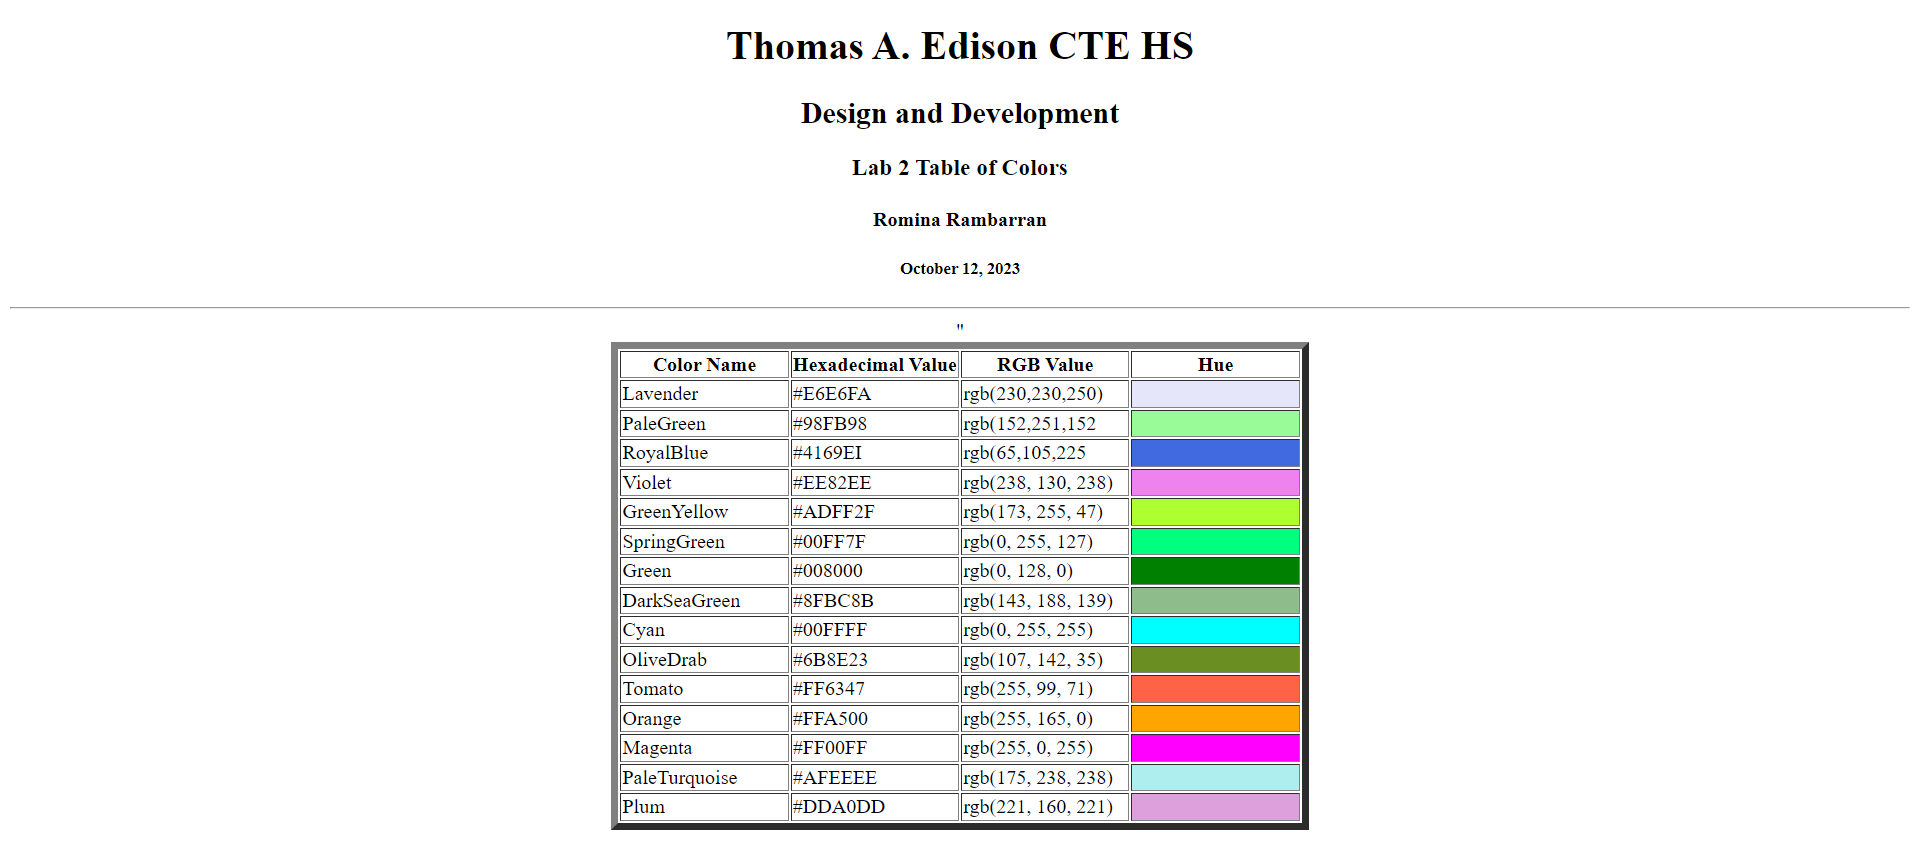 Thomas A. Edison CTE HS
Design and Development
Lab 2 Table of Colors
Romina Rambarran
October 12, 2023
"
Color Name Hexadecimal Value RGB Value Hue
Lavender #E6E6FA rgb(230,230,250)
PaleGreen #98FB98 rgb(152,251,152
RoyalBlue #4169EI rgb(65,105,225
Violet #EE82EE rgb(238, 130, 238)
GreenYellow #ADFF2F rgb(173, 255, 47)
SpringGreen #00FF7F rgb(0, 255, 127)
Green #008000 rgb(0, 128, 0)
DarkSeaGreen #8FBC8B rgb(143, 188, 139)
Cyan #00FFFF rgb(0, 255, 255)
OliveDrab #6B8E23 rgb(107, 142, 35)
Tomato #FF6347 rgb(255, 99, 71)
Orange #FFA500 rgb(255, 165, 0)
Magenta #FF00FF rgb(255, 0, 255)
PaleTurquoise #AFEEEE rgb(175, 238, 238)
Plum #DDA0DD rgb(221, 160, 221)